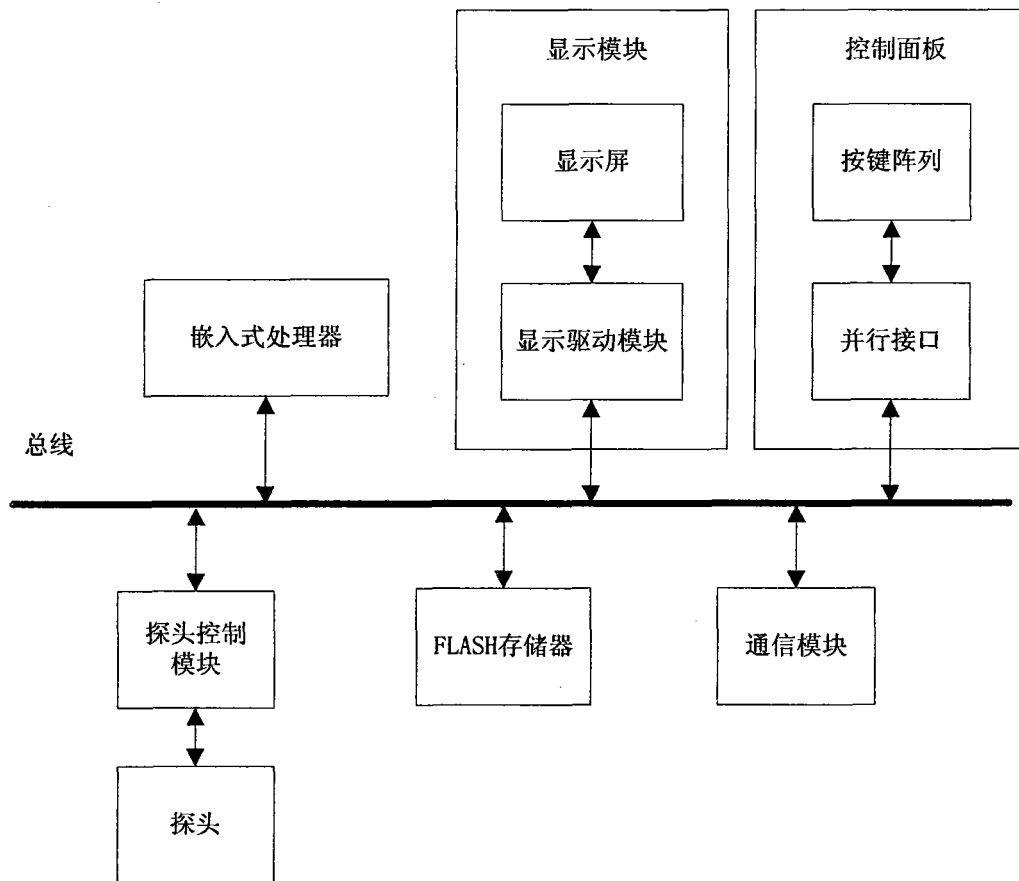 显示模块
控制面板
显示屏
按键阵列
嵌入式处理器
显示驱动模块
并行接口
总线
探头控制
模块
FLASH存储器
通信模块
探头